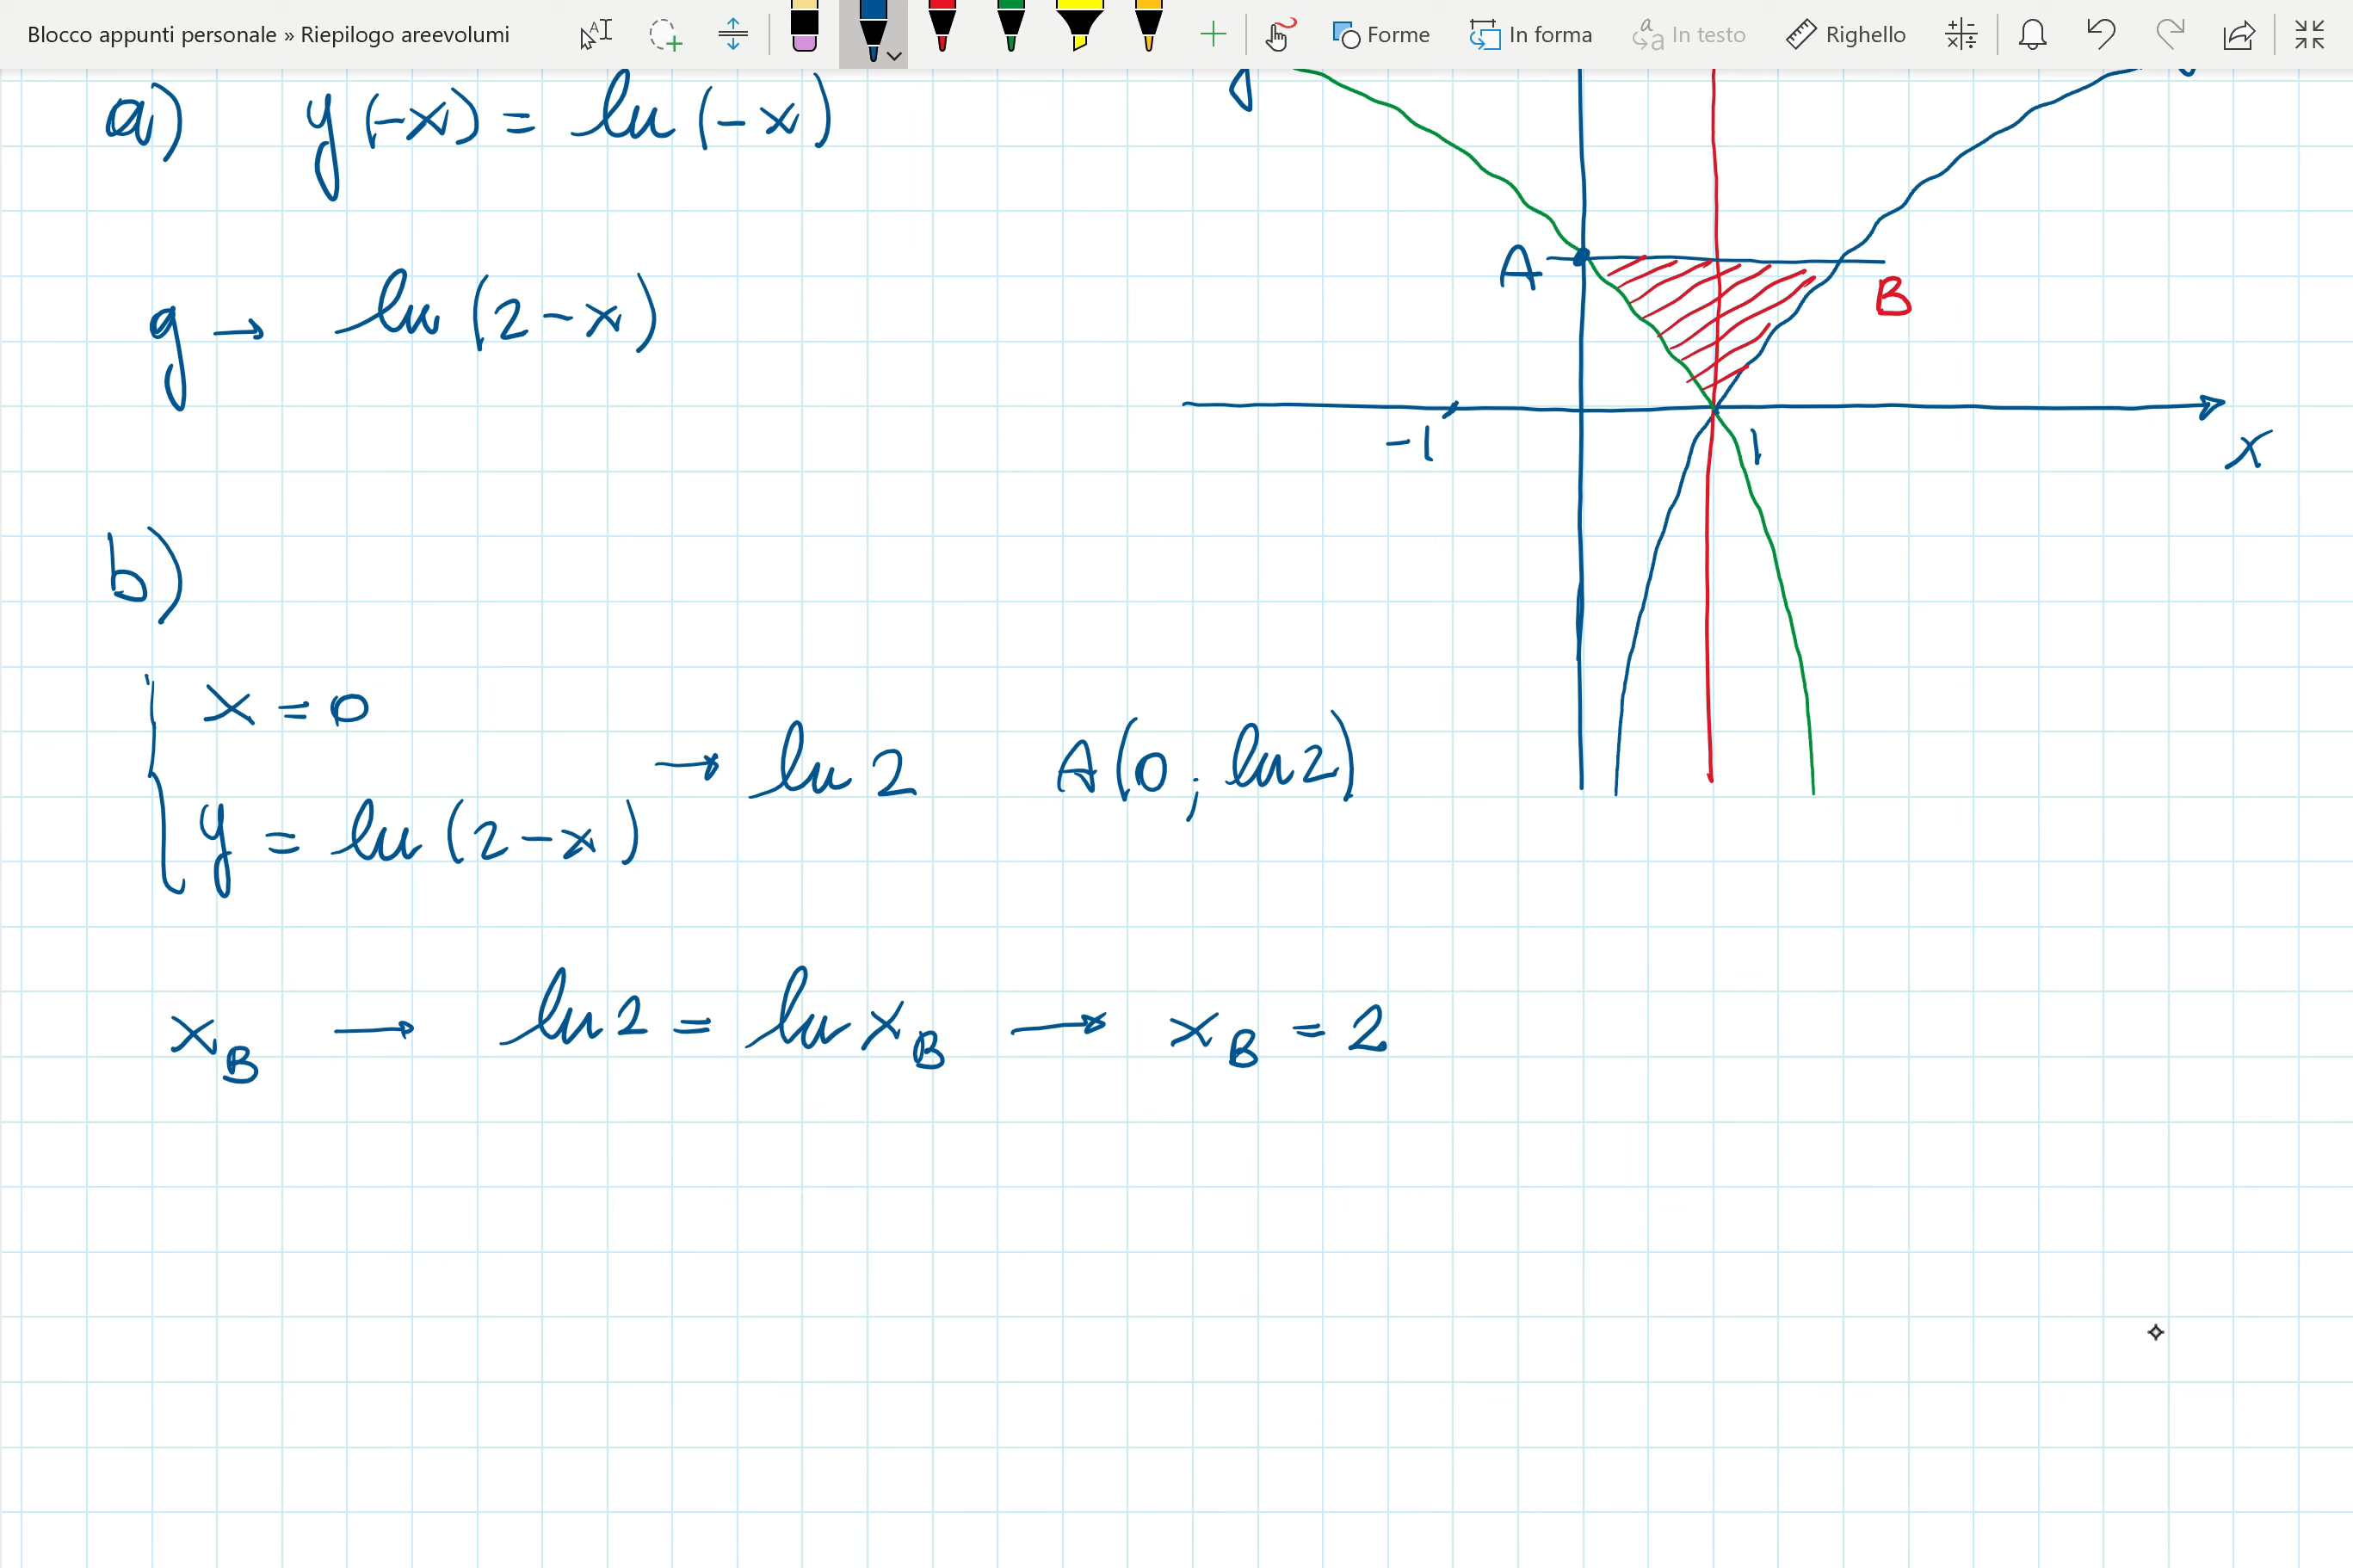 Blocco appunti personale » Riepilogo areevolumi
Forme
In forma
In testo
Righello
a) y(-x) = ln(-x)
g → ln(2-x)
A
B
-1
1
x
b)
x = 0
→ ln 2 A(0; ln2)
y = ln(2-x)
x_B → ln2 = ln x_B → x_B = 2